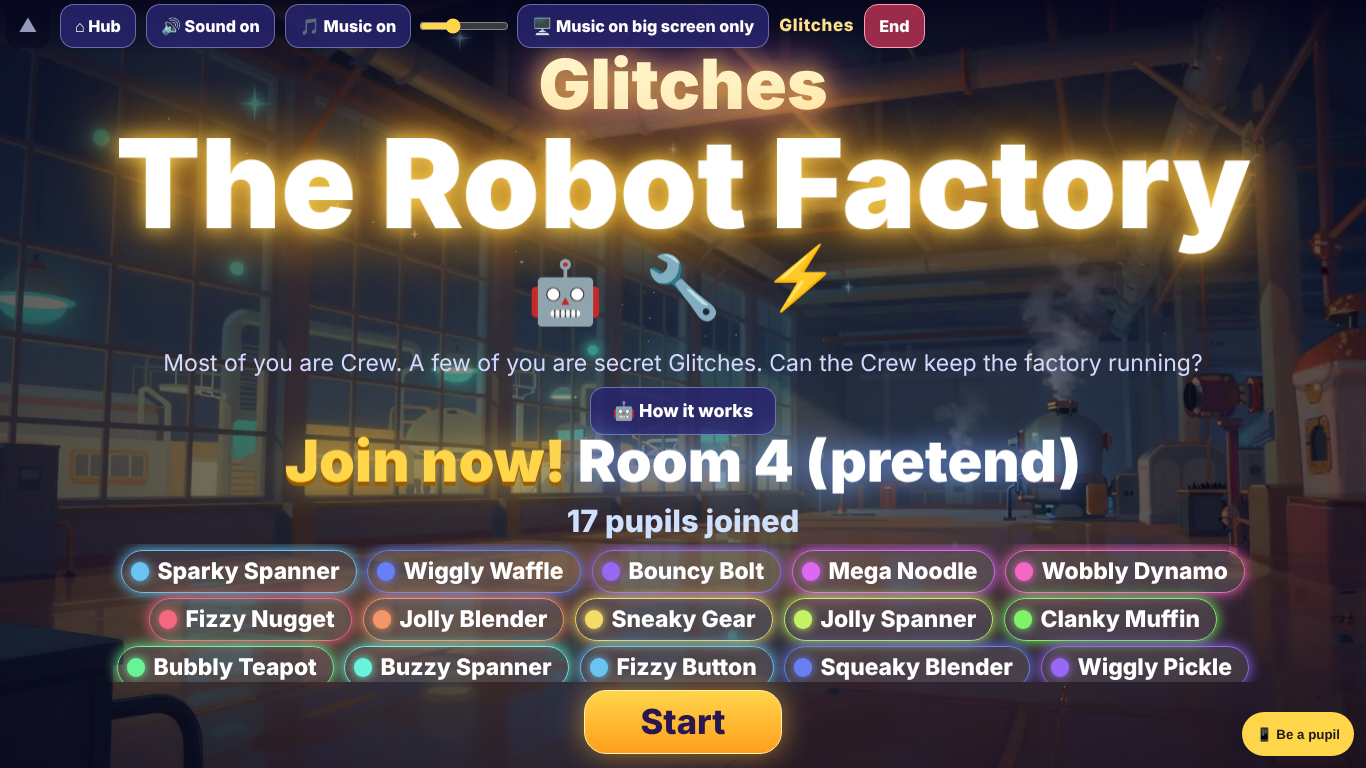 Hub
Sound on
Music on
Music on big screen only
Glitches
End
Glitches
The Robot Factory
Most of you are Crew. A few of you are secret Glitches. Can the Crew keep the factory running?
How it works
Join now! Room 4 (pretend)
17 pupils joined
Sparky Spanner Wiggly Waffle Bouncy Bolt Mega Noodle Wobbly Dynamo
Fizzy Nugget Jolly Blender Sneaky Gear Jolly Spanner Clanky Muffin
Bubbly Teapot Buzzy Spanner Fizzy Button Squeaky Blender Wiggly Pickle
Start
Be a pupil